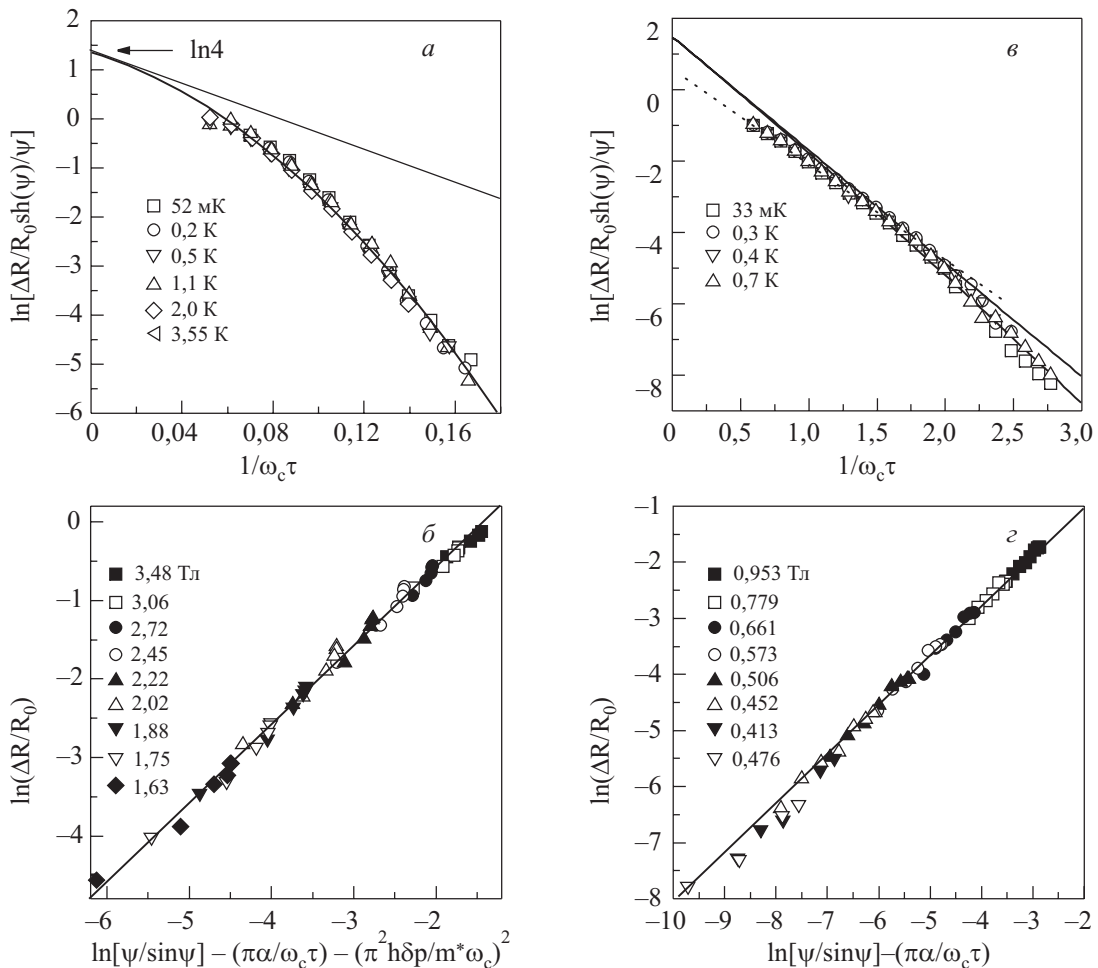 2
1
0
–1
–2
–3
–4
–5
–6
ln4
а
52 мК
0,2 К
0,5 К
1,1 К
2,0 К
3,55 К
ln[ΔR/R₀sh(ψ)/ψ]
0 0,04 0,08 0,12 0,16
1/ω_cτ
2
0
–2
–4
–6
–8
в
33 мК
0,3 К
0,4 К
0,7 К
ln[ΔR/R₀sh(ψ)/ψ]
0 0,5 1,0 1,5 2,0 2,5 3,0
1/ω_cτ
0
–1
–2
–3
–4
б
3,48 Тл
3,06
2,72
2,45
2,22
2,02
1,88
1,75
1,63
ln(ΔR/R₀)
–6 –5 –4 –3 –2
ln[ψ/sinψ] – (πα/ω_cτ) – (π²hδp/m*ω_c)²
–1
–2
–3
–4
–5
–6
–7
–8
г
0,953 Тл
0,779
0,661
0,573
0,506
0,452
0,413
0,476
ln(ΔR/R₀)
–10 –9 –8 –7 –6 –5 –4 –3 –2
ln[ψ/sinψ]–(πα/ω_cτ)